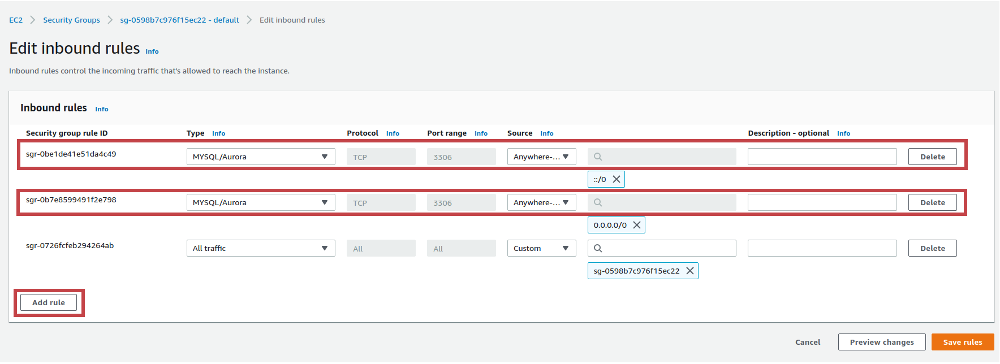 EC2 > Security Groups > sg-0598b7c976f15ec22 - default > Edit inbound rules
Edit inbound rules Info
Inbound rules control the incoming traffic that's allowed to reach the instance.
Inbound rules Info
Security group rule ID Type Info Protocol Info Port range Info Source Info Description - optional Info
sgr-0be1de41e51da4c49 MYSQL/Aurora TCP 3306 Anywhere-... Delete
::/0
sgr-0b7e8599491f2e798 MYSQL/Aurora TCP 3306 Anywhere-... Delete
0.0.0.0/0
sgr-0726fcfeb294264ab All traffic All All Custom Delete
sg-0598b7c976f15ec22
Add rule
Cancel Preview changes Save rules